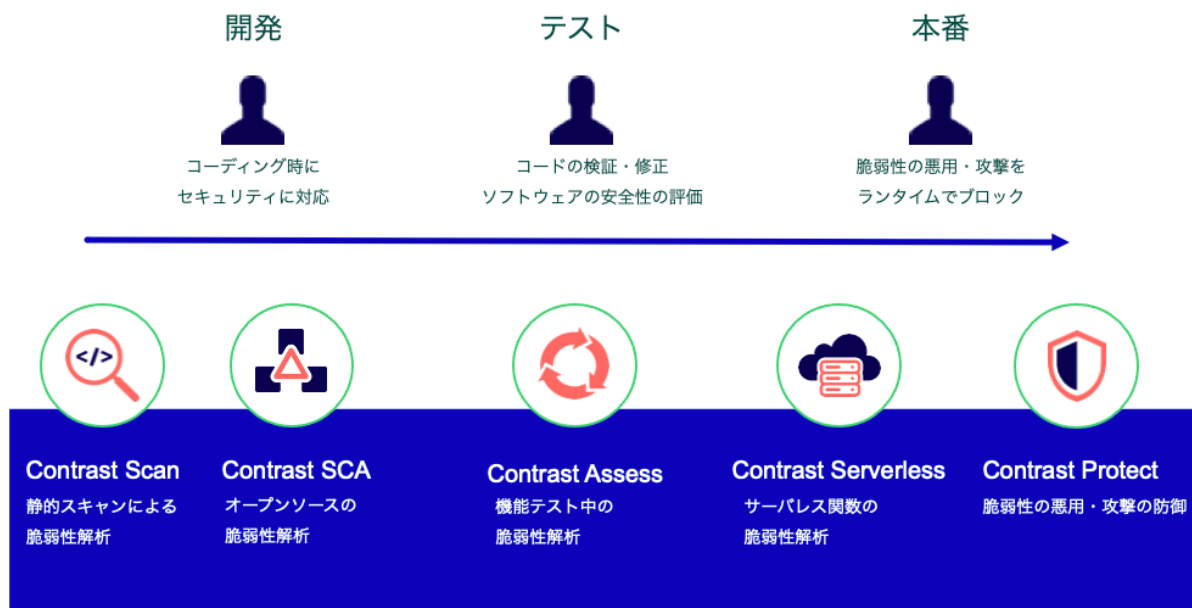 開発
テスト
本番
コーディング時に
セキュリティに対応
コードの検証・修正
ソフトウェアの安全性の評価
脆弱性の悪用・攻撃を
ランタイムでブロック
</>
Contrast Scan
静的スキャンによる
脆弱性解析
Contrast SCA
オープンソースの
脆弱性解析
Contrast Assess
機能テスト中の
脆弱性解析
Contrast Serverless
サーバレス関数の
脆弱性解析
Contrast Protect
脆弱性の悪用・攻撃の防御